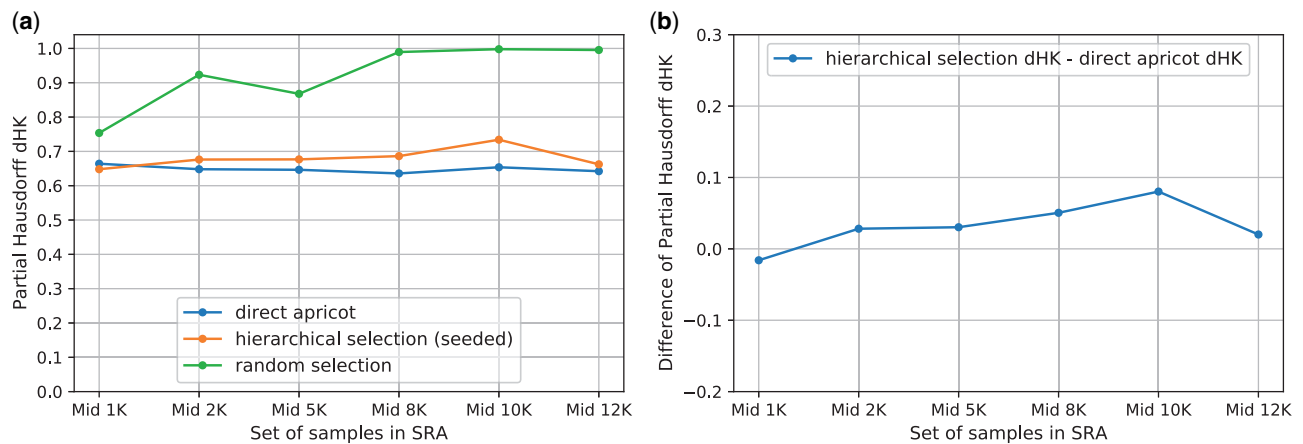 (a)
Partial Hausdorff dHK
1.0
0.9
0.8
0.7
0.6
0.5
0.4
0.3
0.2
0.1
0.0
direct apricot
hierarchical selection (seeded)
random selection
Mid 1K Mid 2K Mid 5K Mid 8K Mid 10K Mid 12K
Set of samples in SRA
(b)
Difference of Partial Hausdorff dHK
0.3
0.2
0.1
0.0
−0.1
−0.2
hierarchical selection dHK - direct apricot dHK
Mid 1K Mid 2K Mid 5K Mid 8K Mid 10K Mid 12K
Set of samples in SRA